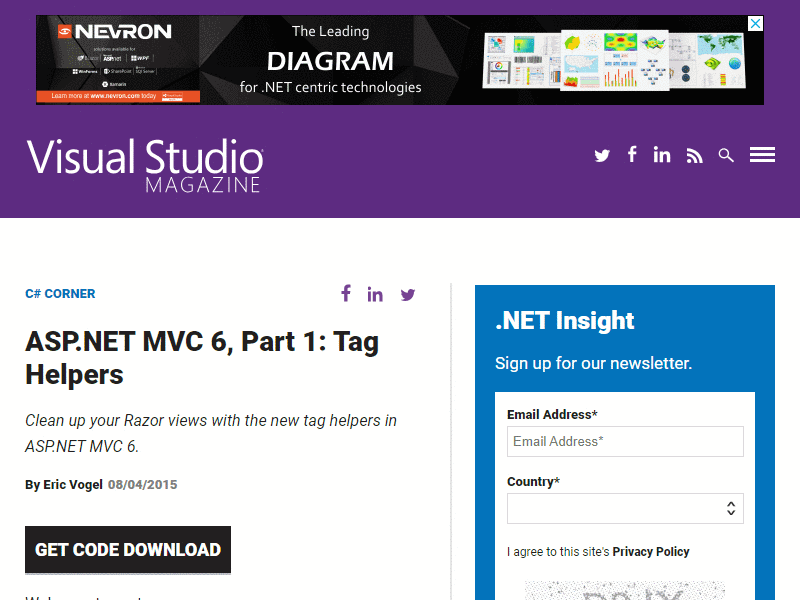 NEVRON
solutions available for
ASP.net
WPF
WinForms
SharePoint
SQL Server
Xamarin
Learn more at www.nevron.com today
The Leading
DIAGRAM
for .NET centric technologies
Visual Studio
MAGAZINE
C# CORNER
ASP.NET MVC 6, Part 1: Tag
Helpers
Clean up your Razor views with the new tag helpers in
ASP.NET MVC 6.
By Eric Vogel 08/04/2015
GET CODE DOWNLOAD
.NET Insight
Sign up for our newsletter.
Email Address*
Email Address*
Country*
I agree to this site's Privacy Policy